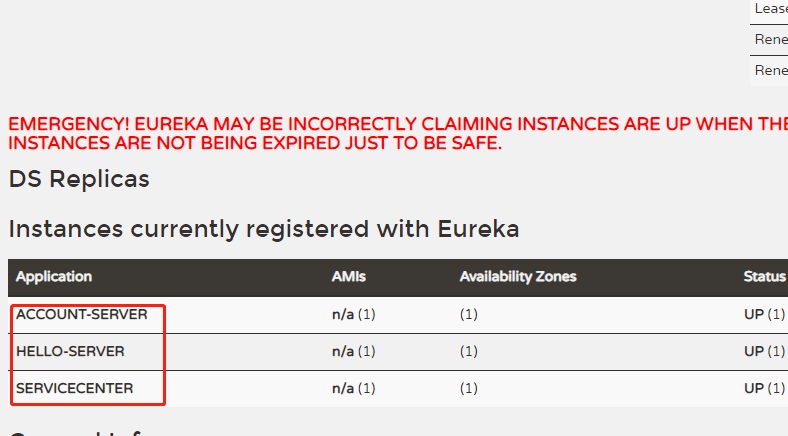 Lease
Rene
Rene
EMERGENCY! EUREKA MAY BE INCORRECTLY CLAIMING INSTANCES ARE UP WHEN THE
INSTANCES ARE NOT BEING EXPIRED JUST TO BE SAFE.
DS Replicas
Instances currently registered with Eureka
Application AMIs Availability Zones Status
ACCOUNT-SERVER n/a (1) (1) UP (1)
HELLO-SERVER n/a (1) (1) UP (1)
SERVICECENTER n/a (1) (1) UP (1)